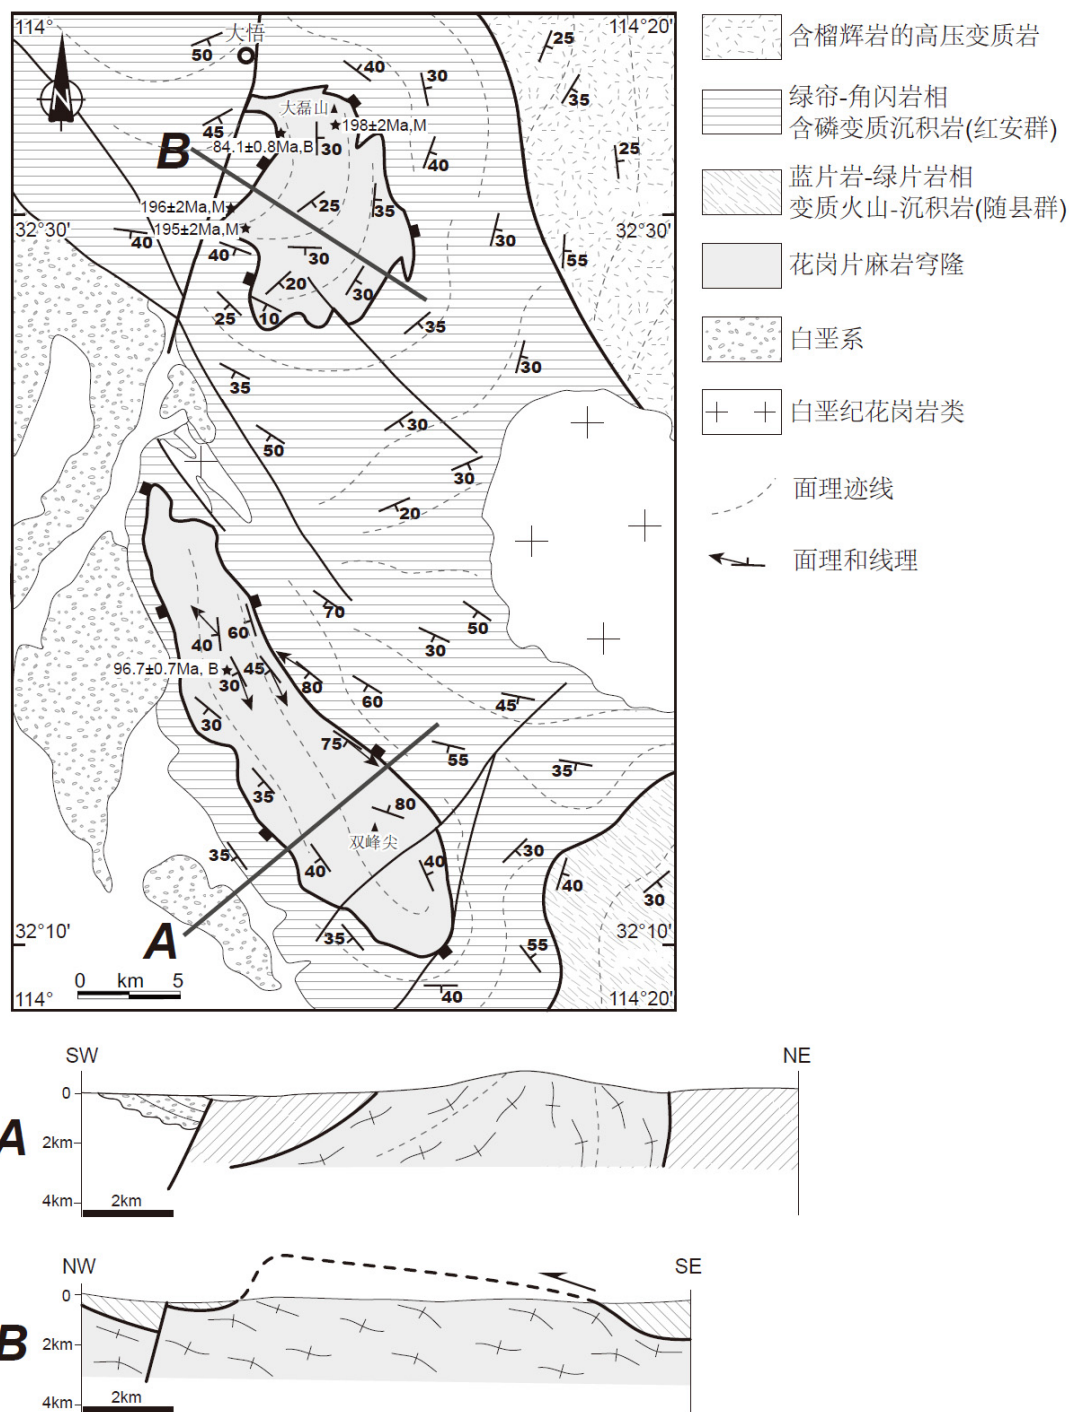 114°
114°20'
大悟
50
40
30
25
35
25
大磊山
198±2Ma,M
45
84.1±0.8Ma,B
30
40
B
196±2Ma,M
25
35
32°30'
195±2Ma,M
32°30'
40
40
30
30
55
20
30
25
10
35
35
30
30
50
30
20
70
50
30
40
60
96.7±0.7Ma, B
30
45
80
60
45
30
75
55
35
35
80
双峰尖
35
40
40
30
40
30
32°10'
35
55
32°10'
A
0 km 5
40
114°
114°20'
含榴辉岩的高压变质岩
绿帘-角闪岩相
含磷变质沉积岩(红安群)
蓝片岩-绿片岩相
变质火山-沉积岩(随县群)
花岗片麻岩穹隆
白垩系
白垩纪花岗岩类
面理迹线
面理和线理
SW
NE
0
A
2km
4km
2km
NW
SE
0
B
2km
4km
2km